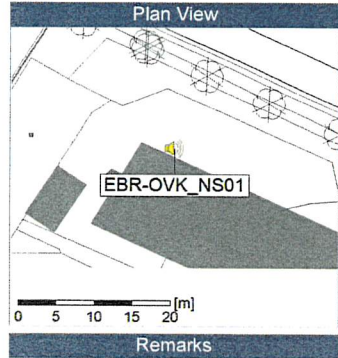 Plan View
EBR-OVK_NS01
[m]
0 5 10 15 20
Remarks